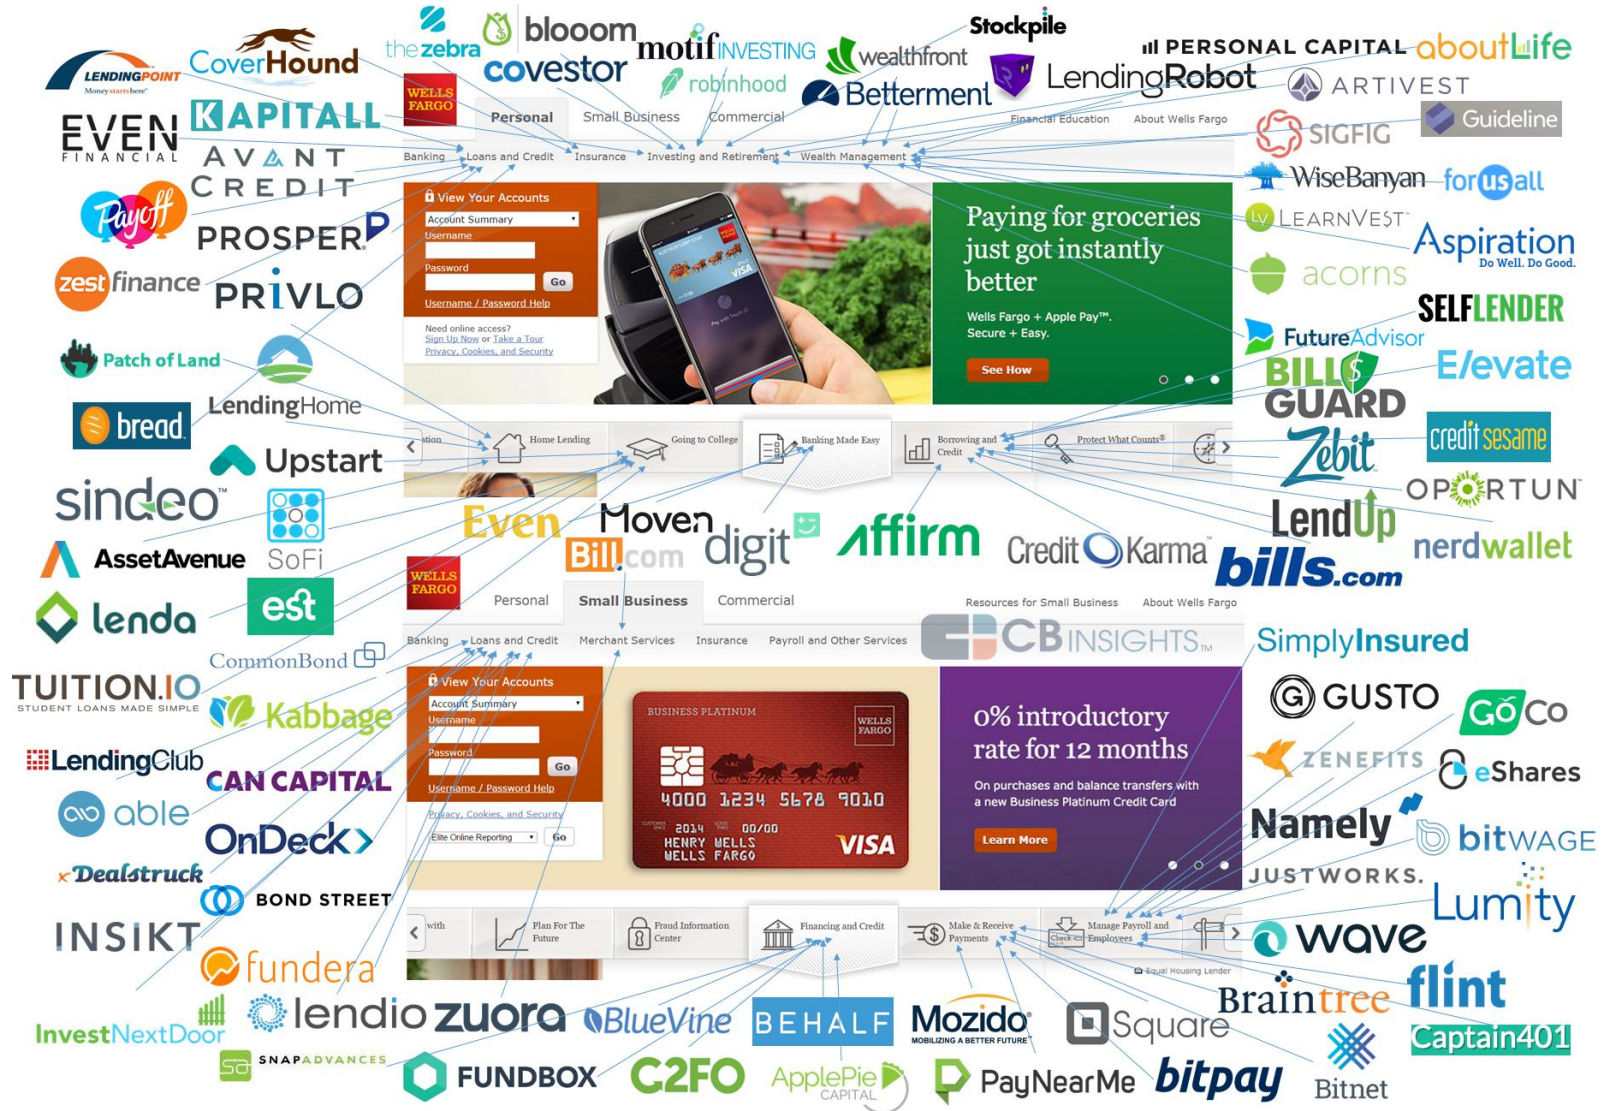 LENDINGPOINT
Money starts here™
CoverHound
the zebra
blooom
covestor
motif INVESTING
robinhood
wealthfront
Betterment
Stockpile
LR
LendingRobot
PERSONAL CAPITAL
aboutLife
ARTIVEST
SIGFIG
Guideline
WiseBanyan
forusall
Lv LEARNVEST
Aspiration
Do Well. Do Good.
acorns
SELFLENDER
FutureAdvisor
BILL
GUARD
Elevate
Zebit
credit sesame
OPORTUN
LendUp
nerdwallet
bills.com
EVEN
FINANCIAL
KAPITALL
AVANT
CREDIT
Payoff
PROSPER
zestfinance
PRIVLO
Patch of Land
LendingHome
bread
Upstart
sindeo™
SoFi
AssetAvenue
est
lenda
CommonBond
TUITION.IO
STUDENT LOANS MADE SIMPLE
Kabbage
LendingClub
CAN CAPITAL
able
OnDeck
Dealstruck
BOND STREET
INSIKT
fundera
InvestNextDoor
lendio
sa SNAPADVANCES
WELLS
FARGO
Personal
Small Business
Commercial
Financial Education
About Wells Fargo
Banking
Loans and Credit
Insurance
Investing and Retirement
Wealth Management
View Your Accounts
Account Summary
Username
Password
Go
Username / Password Help
Need online access?
Sign Up Now or Take a Tour
Privacy, Cookies, and Security
VISA
Paying for groceries
just got instantly
better
Wells Fargo + Apple Pay™.
Secure + Easy.
See How
Home Lending
Going to College
Banking Made Easy
Borrowing and
Credit
Protect What Counts®
Even
Moven
Bill.com
digit
Affirm
Credit Karma™
WELLS
FARGO
Personal
Small Business
Commercial
Resources for Small Business
About Wells Fargo
Banking
Loans and Credit
Merchant Services
Insurance
Payroll and Other Services
CBINSIGHTS™
View Your Accounts
Account Summary
Username
Password
Go
Username / Password Help
Privacy, Cookies, and Security
Elite Online Reporting
Go
BUSINESS PLATINUM
WELLS
FARGO
4000 1234 5678 9010
2014 00/00
HENRY WELLS
WELLS FARGO
VISA
0% introductory
rate for 12 months
On purchases and balance transfers with
a new Business Platinum Credit Card
Learn More
with
Plan For The
Future
Fraud Information
Center
Financing and Credit
Make & Receive
Payments
Check
Manage Payroll and
Employees
Equal Housing Lender
SimplyInsured
G GUSTO
GoCo
ZENEFITS
eShares
Namely
bitWAGE
JUSTWORKS.
Lumity
wave
Braintree
flint
Captain401
Bitnet
zuora
BlueVine
BEHALF
Mozido
MOBILIZING A BETTER FUTURE™
Square
FUNDBOX
C2FO
ApplePie
CAPITAL
PayNearMe
bitpay